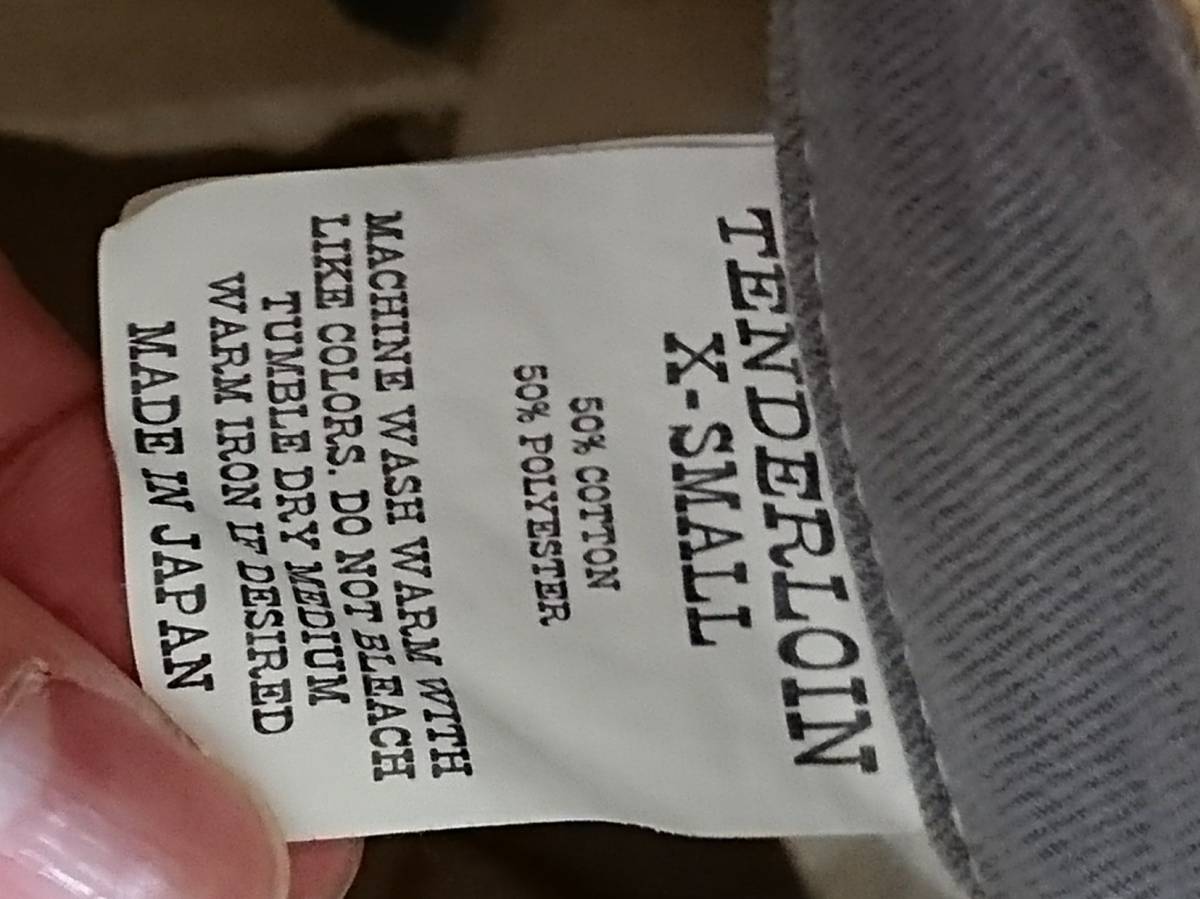 TENDERLOIN
X-SMALL
50% COTTON
50% POLYESTER
MACHINE WASH WARM WITH
LIKE COLORS. DO NOT BLEACH
TUMBLE DRY MEDIUM
WARM IRON IF DESIRED
MADE IN JAPAN